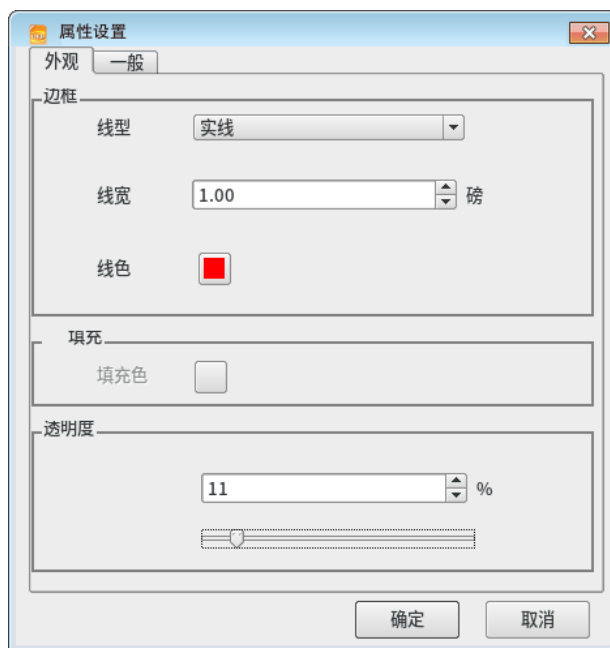 属性设置
外观 一般
边框
线型 实线
线宽 1.00 磅
线色
填充
填充色
透明度
11 %
确定 取消